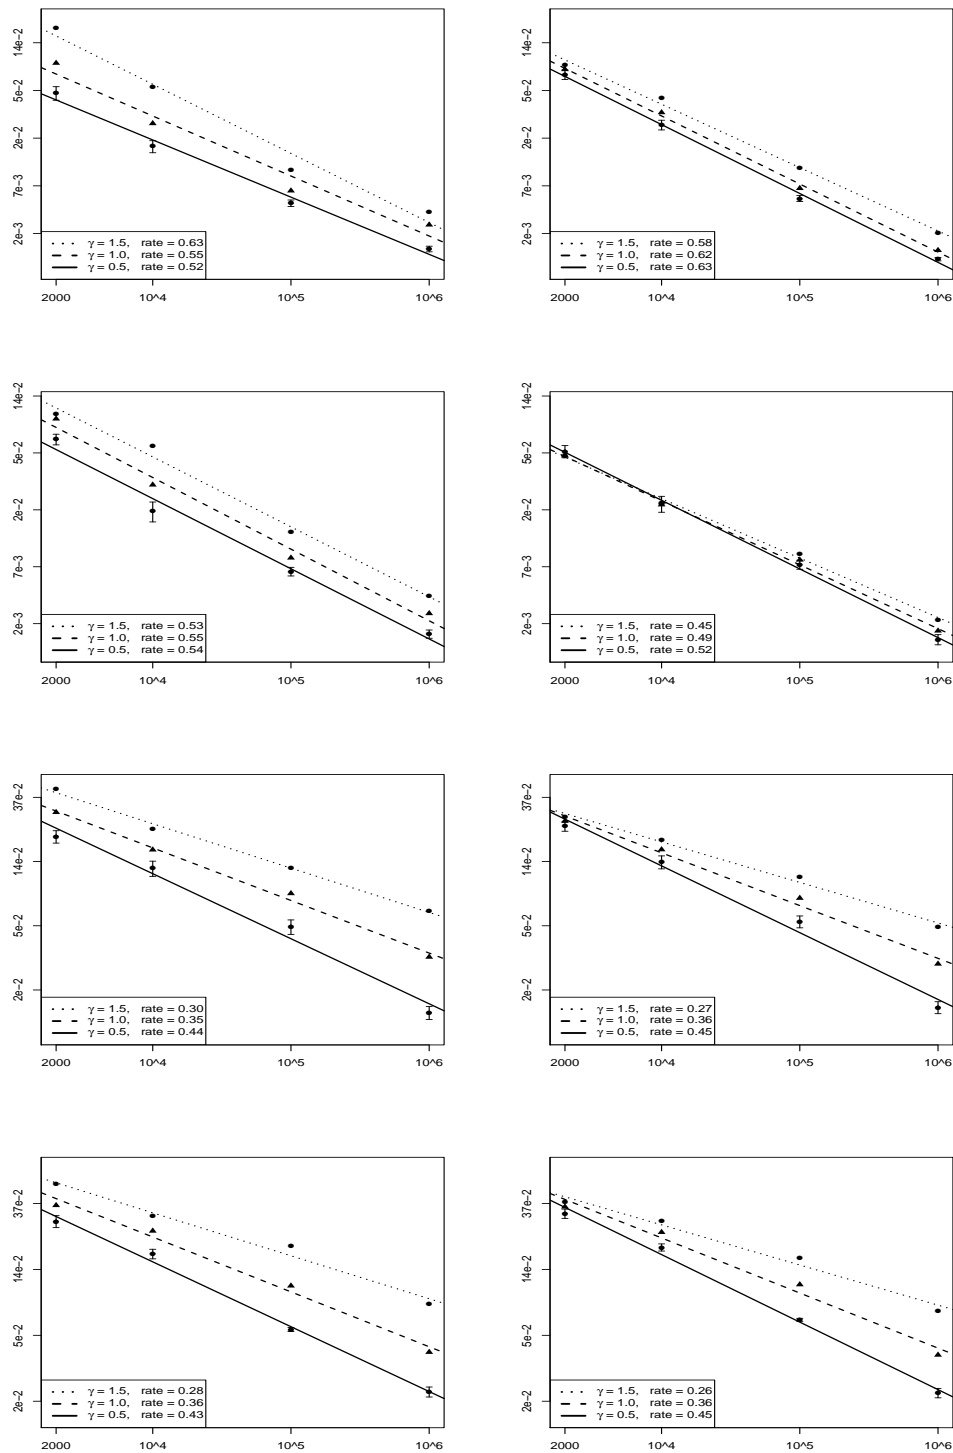 14e-2
5e-2
2e-2
7e-3
2e-3
γ = 1.5, rate = 0.63
γ = 1.0, rate = 0.55
γ = 0.5, rate = 0.52
2000 10^4 10^5 10^6
14e-2
5e-2
2e-2
7e-3
2e-3
γ = 1.5, rate = 0.58
γ = 1.0, rate = 0.62
γ = 0.5, rate = 0.63
2000 10^4 10^5 10^6
14e-2
5e-2
2e-2
7e-3
2e-3
γ = 1.5, rate = 0.53
γ = 1.0, rate = 0.55
γ = 0.5, rate = 0.54
2000 10^4 10^5 10^6
14e-2
5e-2
2e-2
7e-3
2e-3
γ = 1.5, rate = 0.45
γ = 1.0, rate = 0.49
γ = 0.5, rate = 0.52
2000 10^4 10^5 10^6
37e-2
14e-2
5e-2
2e-2
γ = 1.5, rate = 0.30
γ = 1.0, rate = 0.35
γ = 0.5, rate = 0.44
2000 10^4 10^5 10^6
37e-2
14e-2
5e-2
2e-2
γ = 1.5, rate = 0.27
γ = 1.0, rate = 0.36
γ = 0.5, rate = 0.45
2000 10^4 10^5 10^6
37e-2
14e-2
5e-2
2e-2
γ = 1.5, rate = 0.28
γ = 1.0, rate = 0.36
γ = 0.5, rate = 0.43
2000 10^4 10^5 10^6
37e-2
14e-2
5e-2
2e-2
γ = 1.5, rate = 0.26
γ = 1.0, rate = 0.36
γ = 0.5, rate = 0.45
2000 10^4 10^5 10^6